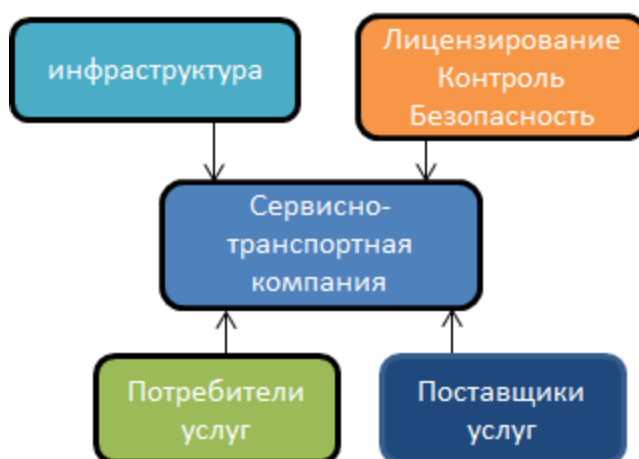 инфраструктура
Лицензирование
Контроль
Безопасность
Сервисно-
транспортная
компания
Потребители
услуг
Поставщики
услуг